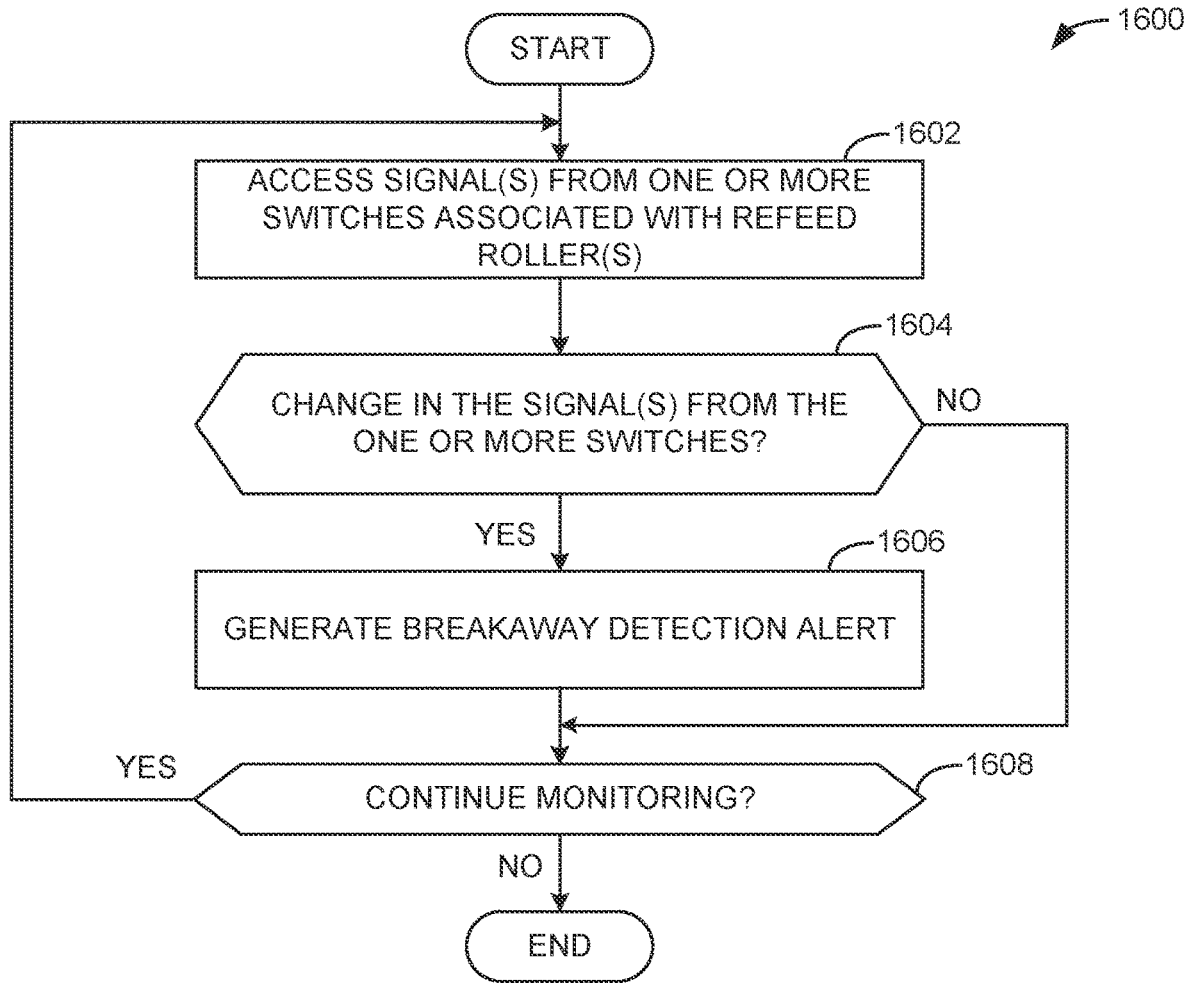 1600
START
1602
ACCESS SIGNAL(S) FROM ONE OR MORE
SWITCHES ASSOCIATED WITH REFEED
ROLLER(S)
1604
CHANGE IN THE SIGNAL(S) FROM THE
ONE OR MORE SWITCHES?
NO
YES
1606
GENERATE BREAKAWAY DETECTION ALERT
YES
1608
CONTINUE MONITORING?
NO
END